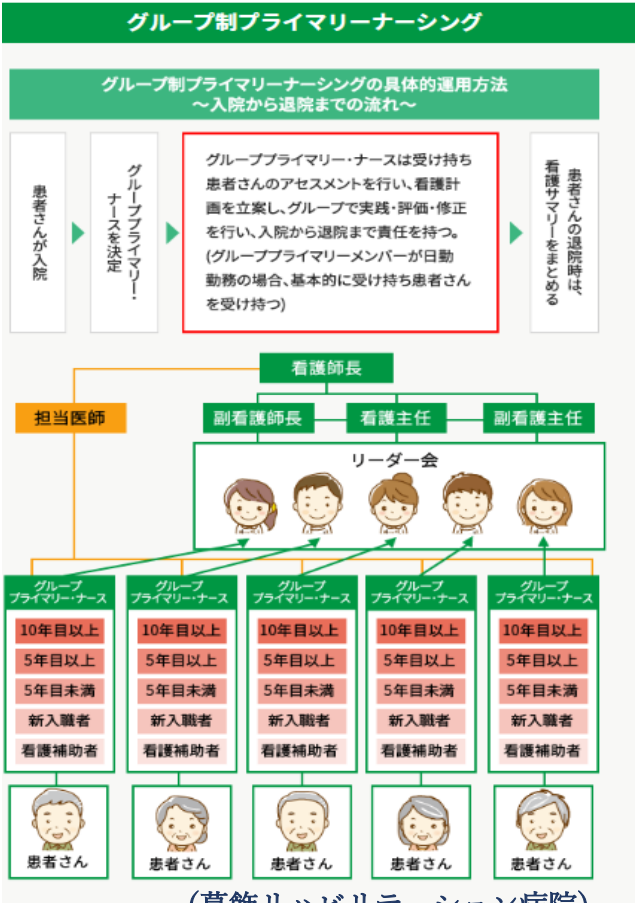 グループ制プライマリーナーシング
グループ制プライマリーナーシングの具体的運用方法
～入院から退院までの流れ～
患者さんが入院
グループプライマリー・
ナースを決定
グループプライマリー・ナースは受け持ち
患者さんのアセスメントを行い、看護計
画を立案し、グループで実践・評価・修正
を行い、入院から退院まで責任を持つ。
(グループプライマリーメンバーが日勤
勤務の場合、基本的に受け持ち患者さん
を受け持つ)
患者さんの退院時は、
看護サマリーをまとめる
看護師長
担当医師
副看護師長
看護主任
副看護主任
リーダー会
グループ
プライマリー・ナース
10年目以上
5年目以上
5年目未満
新入職者
看護補助者
患者さん
グループ
プライマリー・ナース
10年目以上
5年目以上
5年目未満
新入職者
看護補助者
患者さん
グループ
プライマリー・ナース
10年目以上
5年目以上
5年目未満
新入職者
看護補助者
患者さん
グループ
プライマリー・ナース
10年目以上
5年目以上
5年目未満
新入職者
看護補助者
患者さん
グループ
プライマリー・ナース
10年目以上
5年目以上
5年目未満
新入職者
看護補助者
患者さん